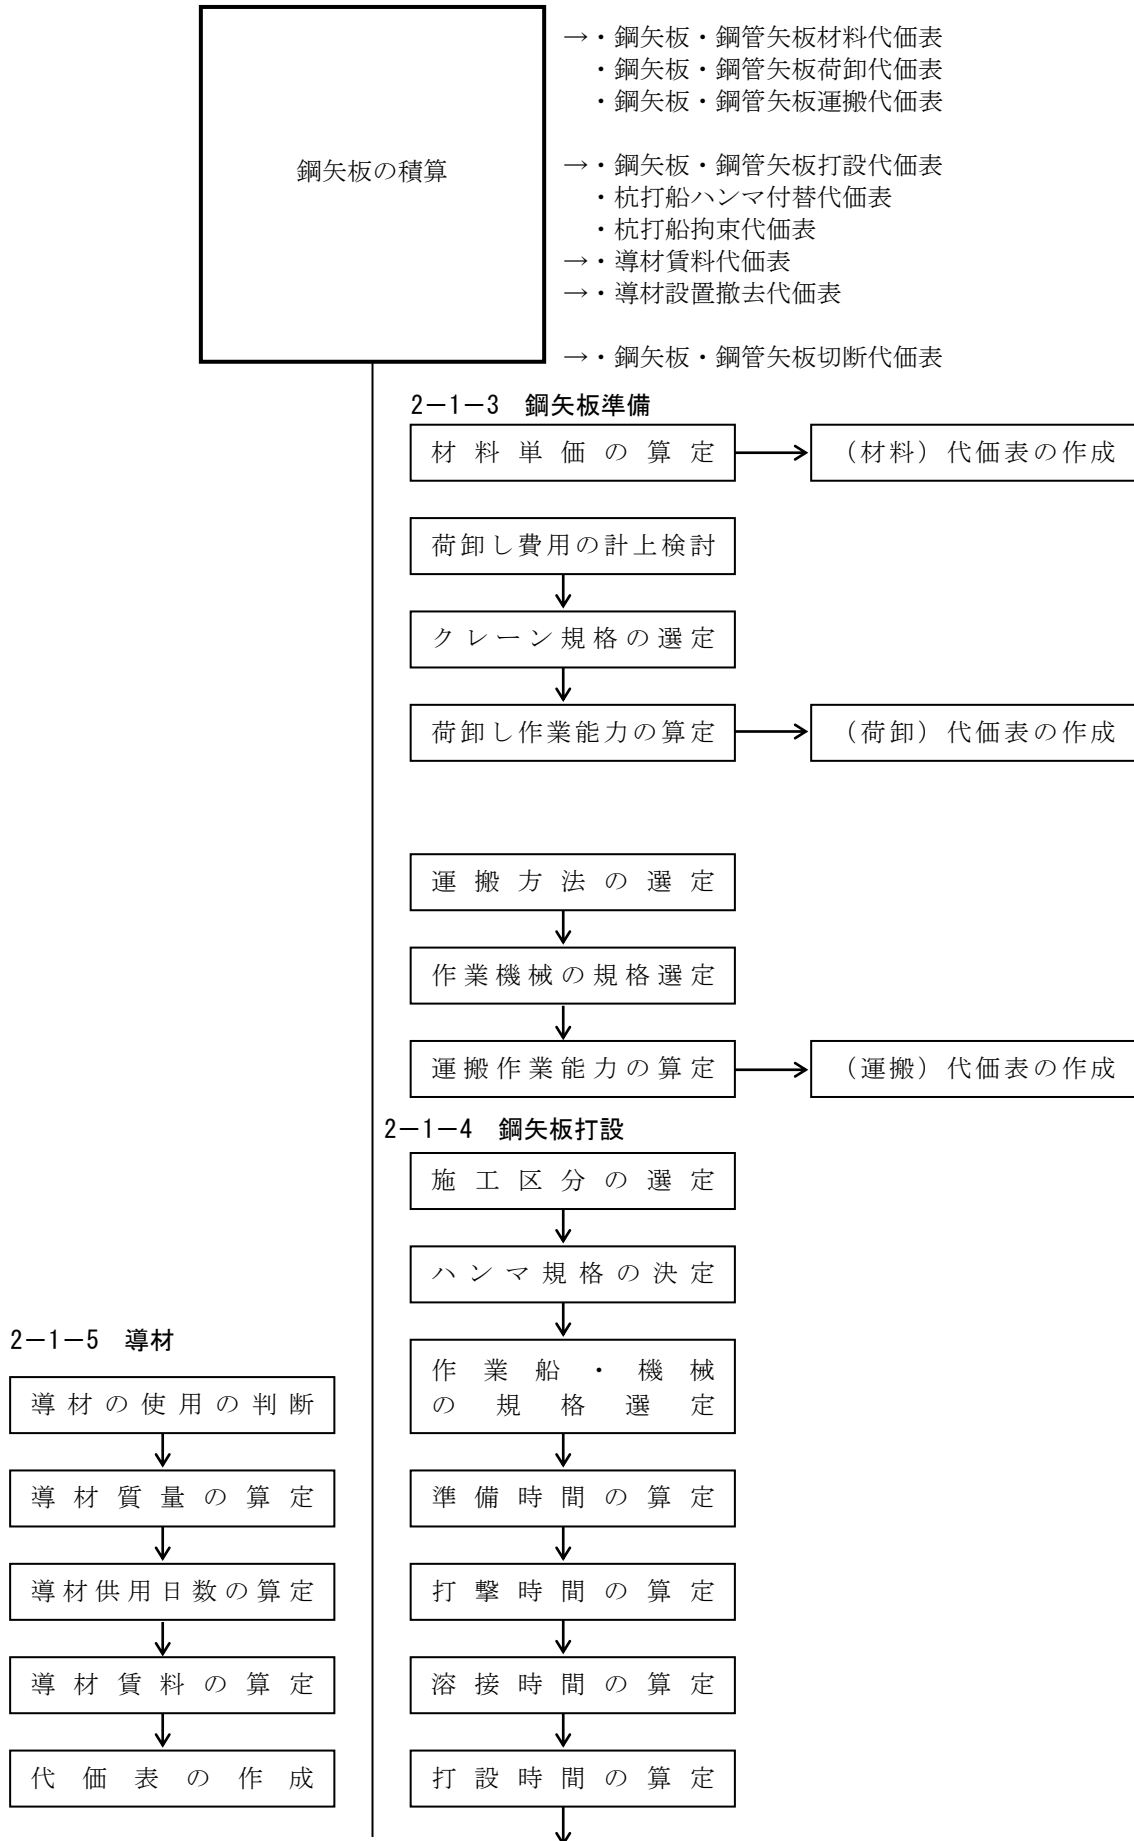 鋼矢板の積算
→・鋼矢板・鋼管矢板材料代価表
・鋼矢板・鋼管矢板荷卸代価表
・鋼矢板・鋼管矢板運搬代価表
→・鋼矢板・鋼管矢板打設代価表
・杭打船ハンマ付替代価表
・杭打船拘束代価表
→・導材賃料代価表
→・導材設置撤去代価表
→・鋼矢板・鋼管矢板切断代価表
2－1－3　鋼矢板準備
材料単価の算定
（材料）代価表の作成
荷卸し費用の計上検討
クレーン規格の選定
荷卸し作業能力の算定
（荷卸）代価表の作成
運搬方法の選定
作業機械の規格選定
運搬作業能力の算定
（運搬）代価表の作成
2－1－4　鋼矢板打設
施工区分の選定
ハンマ規格の決定
作業船・機械
の規格選定
準備時間の算定
打撃時間の算定
溶接時間の算定
打設時間の算定
2－1－5　導材
導材の使用の判断
導材質量の算定
導材供用日数の算定
導材賃料の算定
代価表の作成